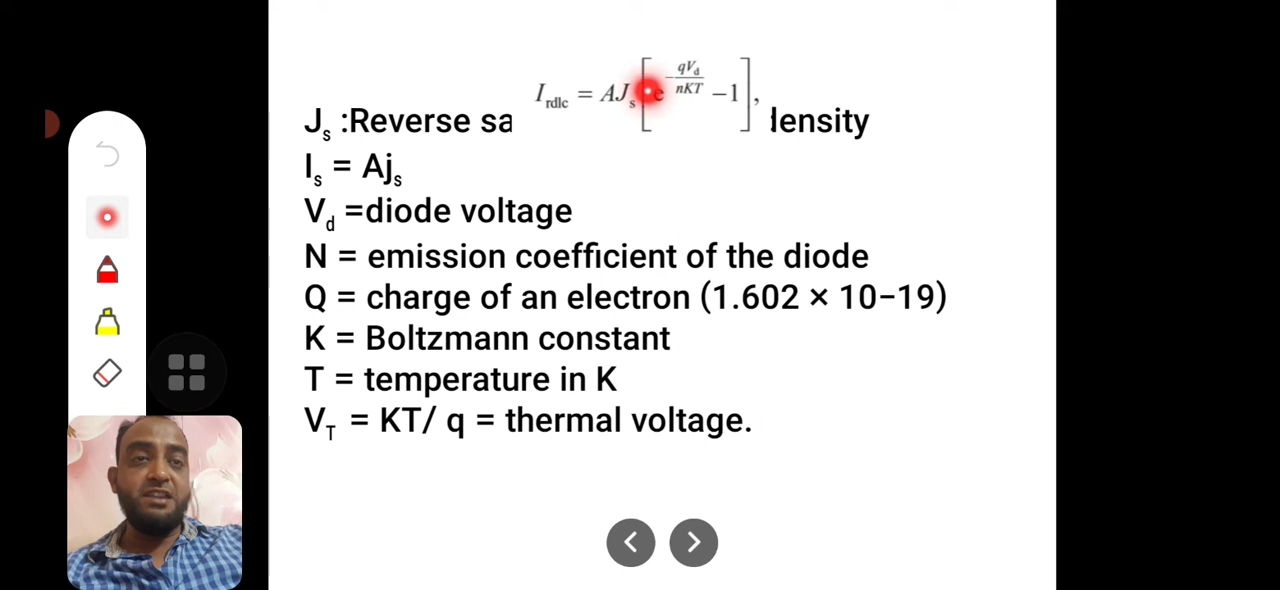 I_rdlc = AJ_s [e^(-qV_d/nKT) −1],
J_s :Reverse sa lensity
I_s = Aj_s
V_d =diode voltage
N = emission coefficient of the diode
Q = charge of an electron (1.602 × 10−19)
K = Boltzmann constant
T = temperature in K
V_T = KT/ q = thermal voltage.